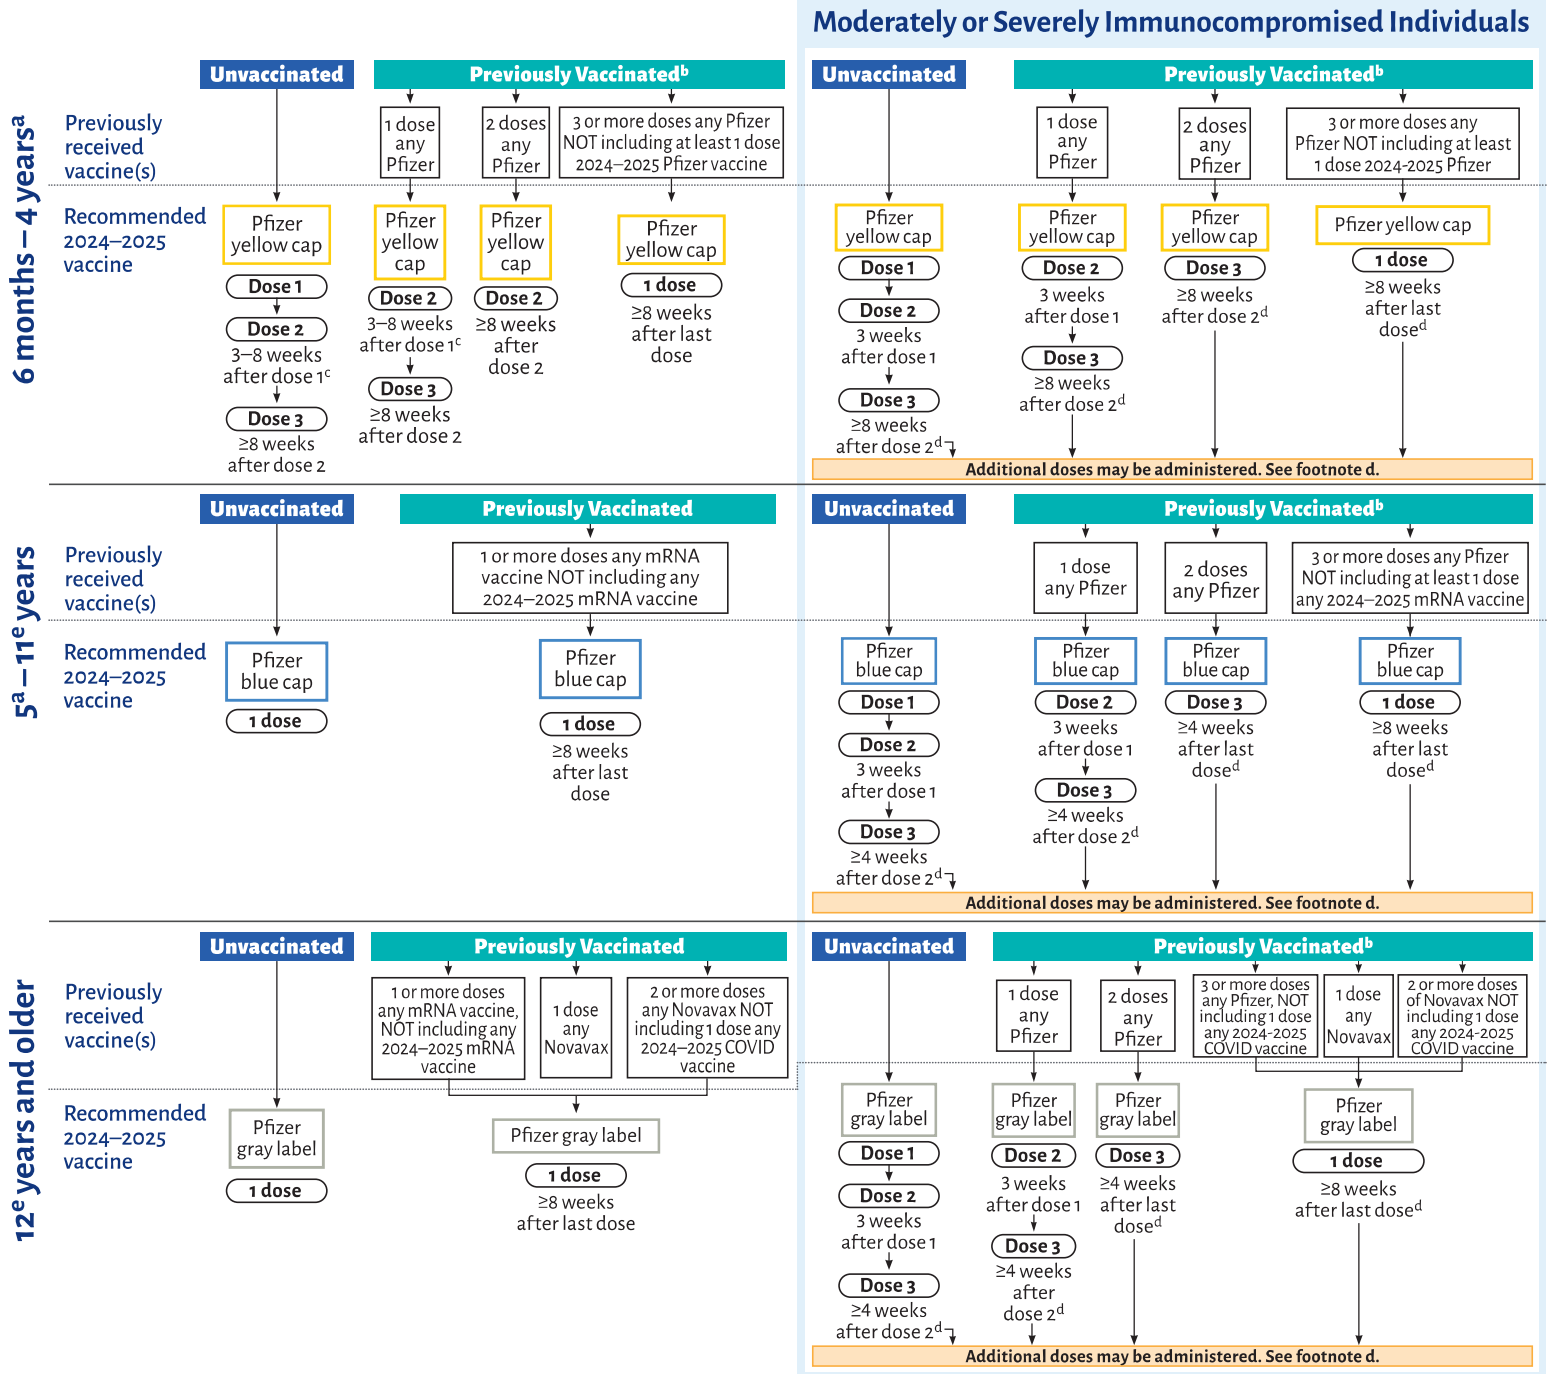 Moderately or Severely Immunocompromised Individuals
6 months – 4 yearsᵃ
Unvaccinated
Previously Vaccinatedᵇ
Previously
received
vaccine(s)
1 dose
any
Pfizer
2 doses
any
Pfizer
3 or more doses any Pfizer
NOT including at least 1 dose
2024–2025 Pfizer vaccine
Recommended
2024–2025
vaccine
Pfizer
yellow cap
Dose 1
Dose 2
3–8 weeks
after dose 1ᶜ
Dose 3
≥8 weeks
after dose 2
Pfizer
yellow
cap
Dose 2
3–8 weeks
after dose 1ᶜ
Dose 3
≥8 weeks
after dose 2
Pfizer
yellow
cap
Dose 2
≥8 weeks
after
dose 2
Pfizer
yellow cap
1 dose
≥8 weeks
after last
dose
Unvaccinated
Previously Vaccinatedᵇ
1 dose
any
Pfizer
2 doses
any
Pfizer
3 or more doses any
Pfizer NOT including at least
1 dose 2024-2025 Pfizer
Pfizer
yellow cap
Dose 1
Dose 2
3 weeks
after dose 1
Dose 3
≥8 weeks
after dose 2ᵈ
Pfizer
yellow cap
Dose 2
3 weeks
after dose 1
Dose 3
≥8 weeks
after dose 2ᵈ
Pfizer
yellow cap
Dose 3
≥8 weeks
after dose 2ᵈ
Pfizer yellow cap
1 dose
≥8 weeks
after last
doseᵈ
Additional doses may be administered. See footnote d.
5ᵃ – 11ᵉ years
Unvaccinated
Previously Vaccinated
Previously
received
vaccine(s)
1 or more doses any mRNA
vaccine NOT including any
2024–2025 mRNA vaccine
Recommended
2024–2025
vaccine
Pfizer
blue cap
1 dose
Pfizer
blue cap
1 dose
≥8 weeks
after last
dose
Unvaccinated
Previously Vaccinatedᵇ
1 dose
any Pfizer
2 doses
any Pfizer
3 or more doses any Pfizer
NOT including at least 1 dose
any 2024–2025 mRNA vaccine
Pfizer
blue cap
Dose 1
Dose 2
3 weeks
after dose 1
Dose 3
≥4 weeks
after dose 2ᵈ
Pfizer
blue cap
Dose 2
3 weeks
after dose 1
Dose 3
≥4 weeks
after dose 2ᵈ
Pfizer
blue cap
Dose 3
≥4 weeks
after last
doseᵈ
Pfizer
blue cap
1 dose
≥8 weeks
after last
doseᵈ
Additional doses may be administered. See footnote d.
12ᵉ years and older
Unvaccinated
Previously Vaccinated
Previously
received
vaccine(s)
1 or more doses
any mRNA vaccine,
NOT including any
2024–2025 mRNA
vaccine
1 dose
any
Novavax
2 or more doses
any Novavax NOT
including 1 dose any
2024–2025 COVID
vaccine
Recommended
2024–2025
vaccine
Pfizer
gray label
1 dose
Pfizer gray label
1 dose
≥8 weeks
after last dose
Unvaccinated
Previously Vaccinatedᵇ
1 dose
any
Pfizer
2 doses
any
Pfizer
3 or more doses
any Pfizer, NOT
including 1 dose
any 2024-2025
COVID vaccine
1 dose
any
Novavax
2 or more doses
of Novavax NOT
including 1 dose
any 2024-2025
COVID vaccine
Pfizer
gray label
Dose 1
Dose 2
3 weeks
after dose 1
Dose 3
≥4 weeks
after dose 2ᵈ
Pfizer
gray label
Dose 2
3 weeks
after dose 1
Dose 3
≥4 weeks
after
dose 2ᵈ
Pfizer
gray label
Dose 3
≥4 weeks
after last
doseᵈ
Pfizer
gray label
1 dose
≥8 weeks
after last doseᵈ
Additional doses may be administered. See footnote d.